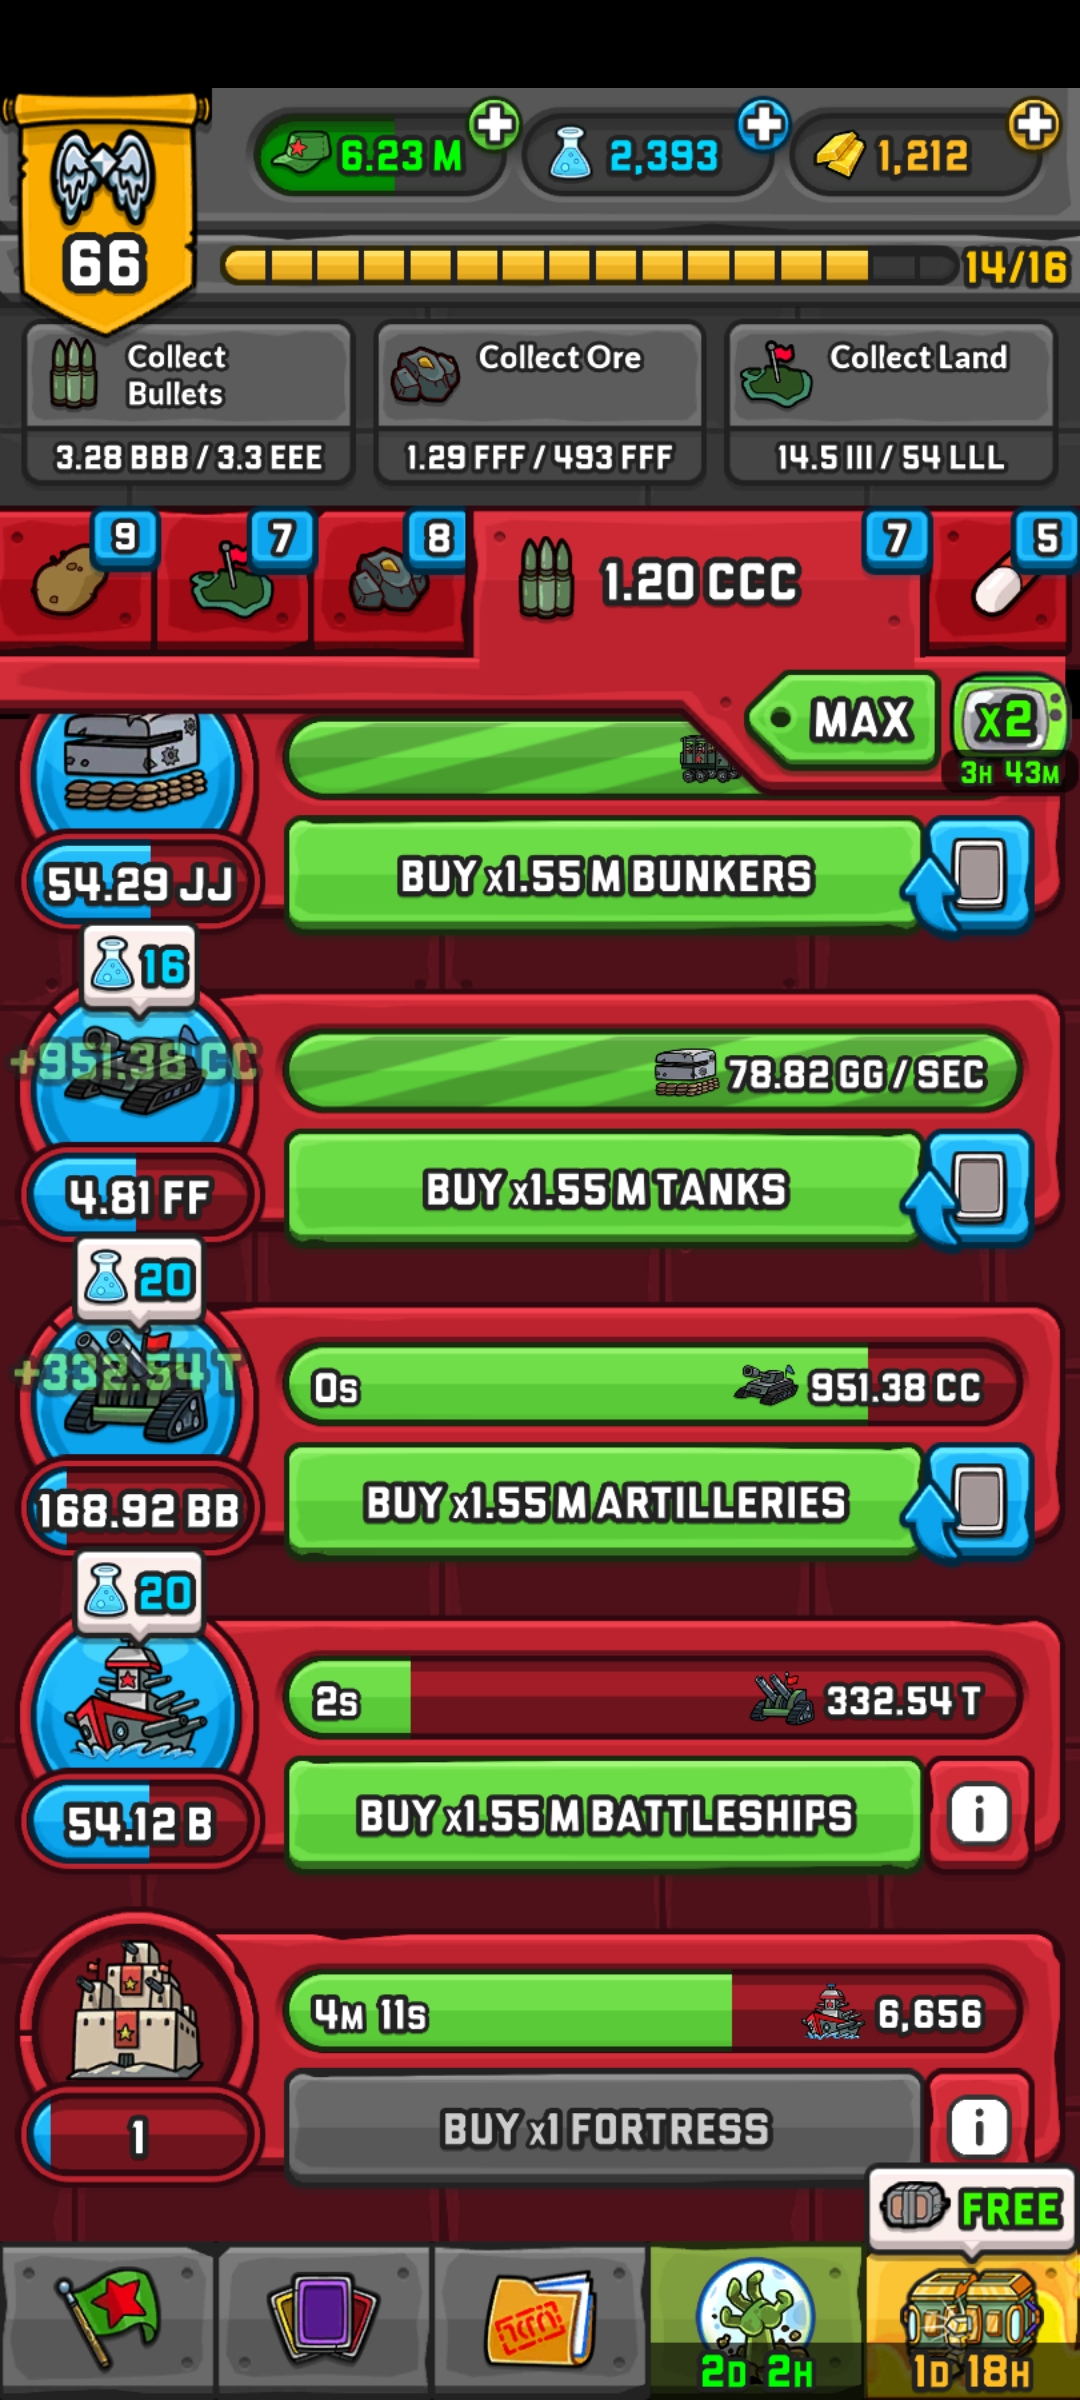 6.23 M
2,393
1,212
66
14/16
Collect
Bullets
3.28 BBB / 3.3 EEE
Collect Ore
1.29 FFF / 493 FFF
Collect Land
14.5 III / 54 LLL
9
7
8
1.20 CCC
7
5
MAX
x2
3H 43M
54.29 JJ
BUY x1.55 M BUNKERS
16
+951.38 CC
78.82 GG / SEC
4.81 FF
BUY x1.55 M TANKS
20
+332.54 T
0s
951.38 CC
168.92 BB
BUY x1.55 M ARTILLERIES
20
2s
332.54 T
54.12 B
BUY x1.55 M BATTLESHIPS
i
4M 11s
6,656
1
BUY x1 FORTRESS
i
FREE
2D 2H
1D 18H